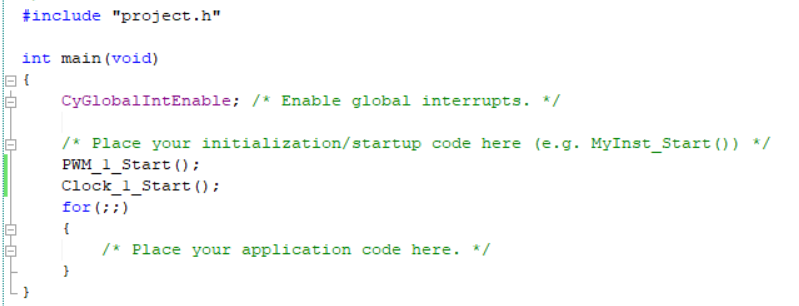 #include "project.h"

int main(void)
{
    CyGlobalIntEnable; /* Enable global interrupts. */

    /* Place your initialization/startup code here (e.g. MyInst_Start()) */
    PWM_1_Start();
    Clock_1_Start();
    for(;;)
    {
        /* Place your application code here. */
    }
}